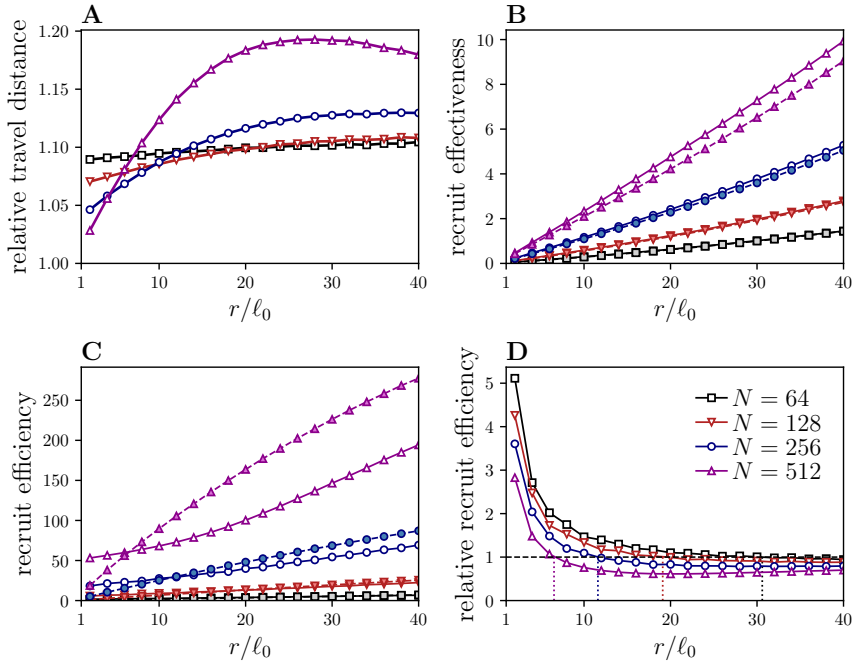 A
relative travel distance
1.20
1.15
1.10
1.05
1.00
1
10
20
30
40
r/ℓ₀
B
recruit effectiveness
10
8
6
4
2
0
1
10
20
30
40
r/ℓ₀
C
recruit efficiency
250
200
150
100
50
0
1
10
20
30
40
r/ℓ₀
D
relative recruit efficiency
5
4
3
2
1
0
1
10
20
30
40
r/ℓ₀
N = 64
N = 128
N = 256
N = 512